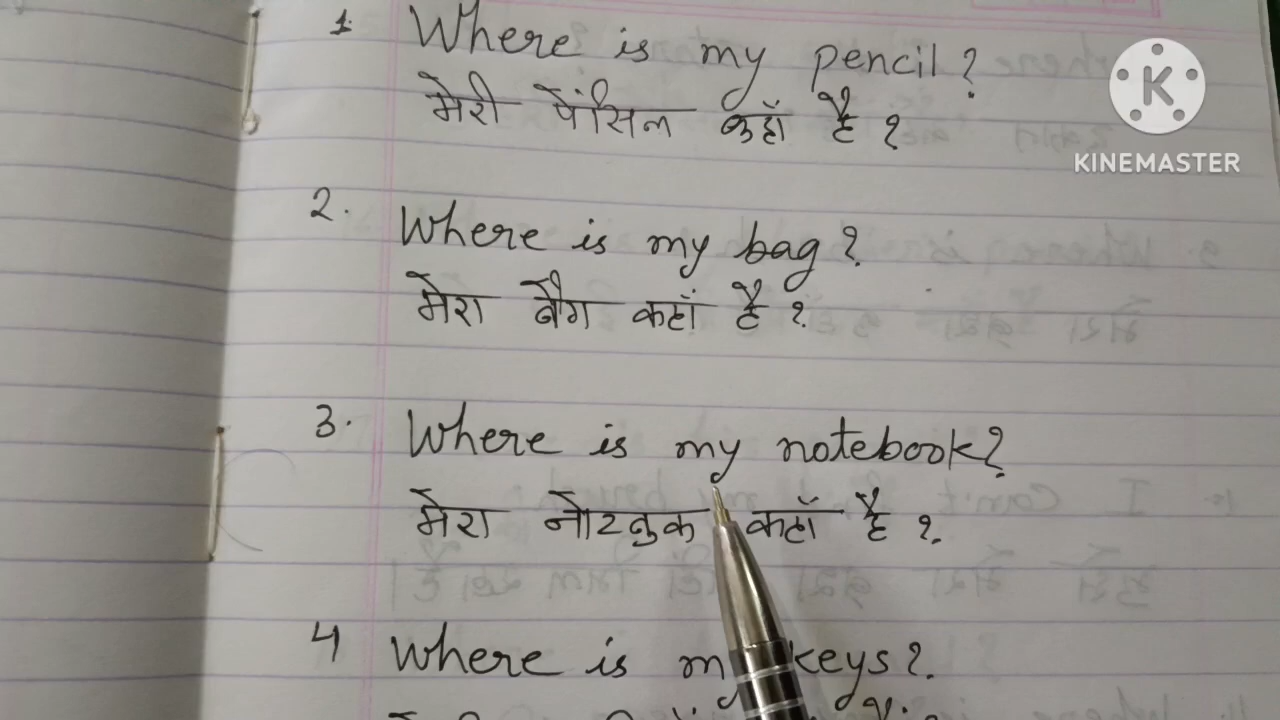 1. Where is my pencil?
मेरी पेंसिल कहाँ है?
KINEMASTER
2. Where is my bag?
मेरा बैग कहाँ है?
3. Where is my notebook?
मेरा नोटबुक कहाँ है?
4 Where is my keys?